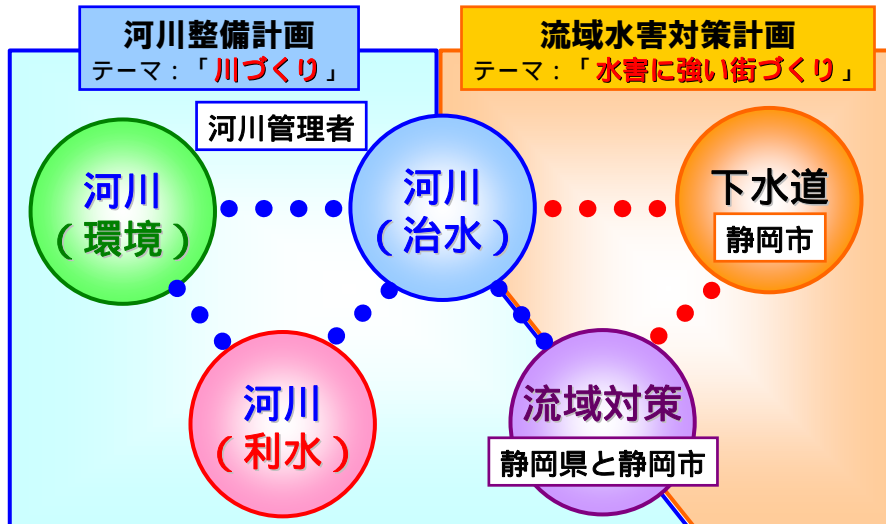 河川整備計画
テーマ：「川づくり」
流域水害対策計画
テーマ：「水害に強い街づくり」
河川管理者
河川
（環境）
河川
（治水）
下水道
静岡市
河川
（利水）
流域対策
静岡県と静岡市